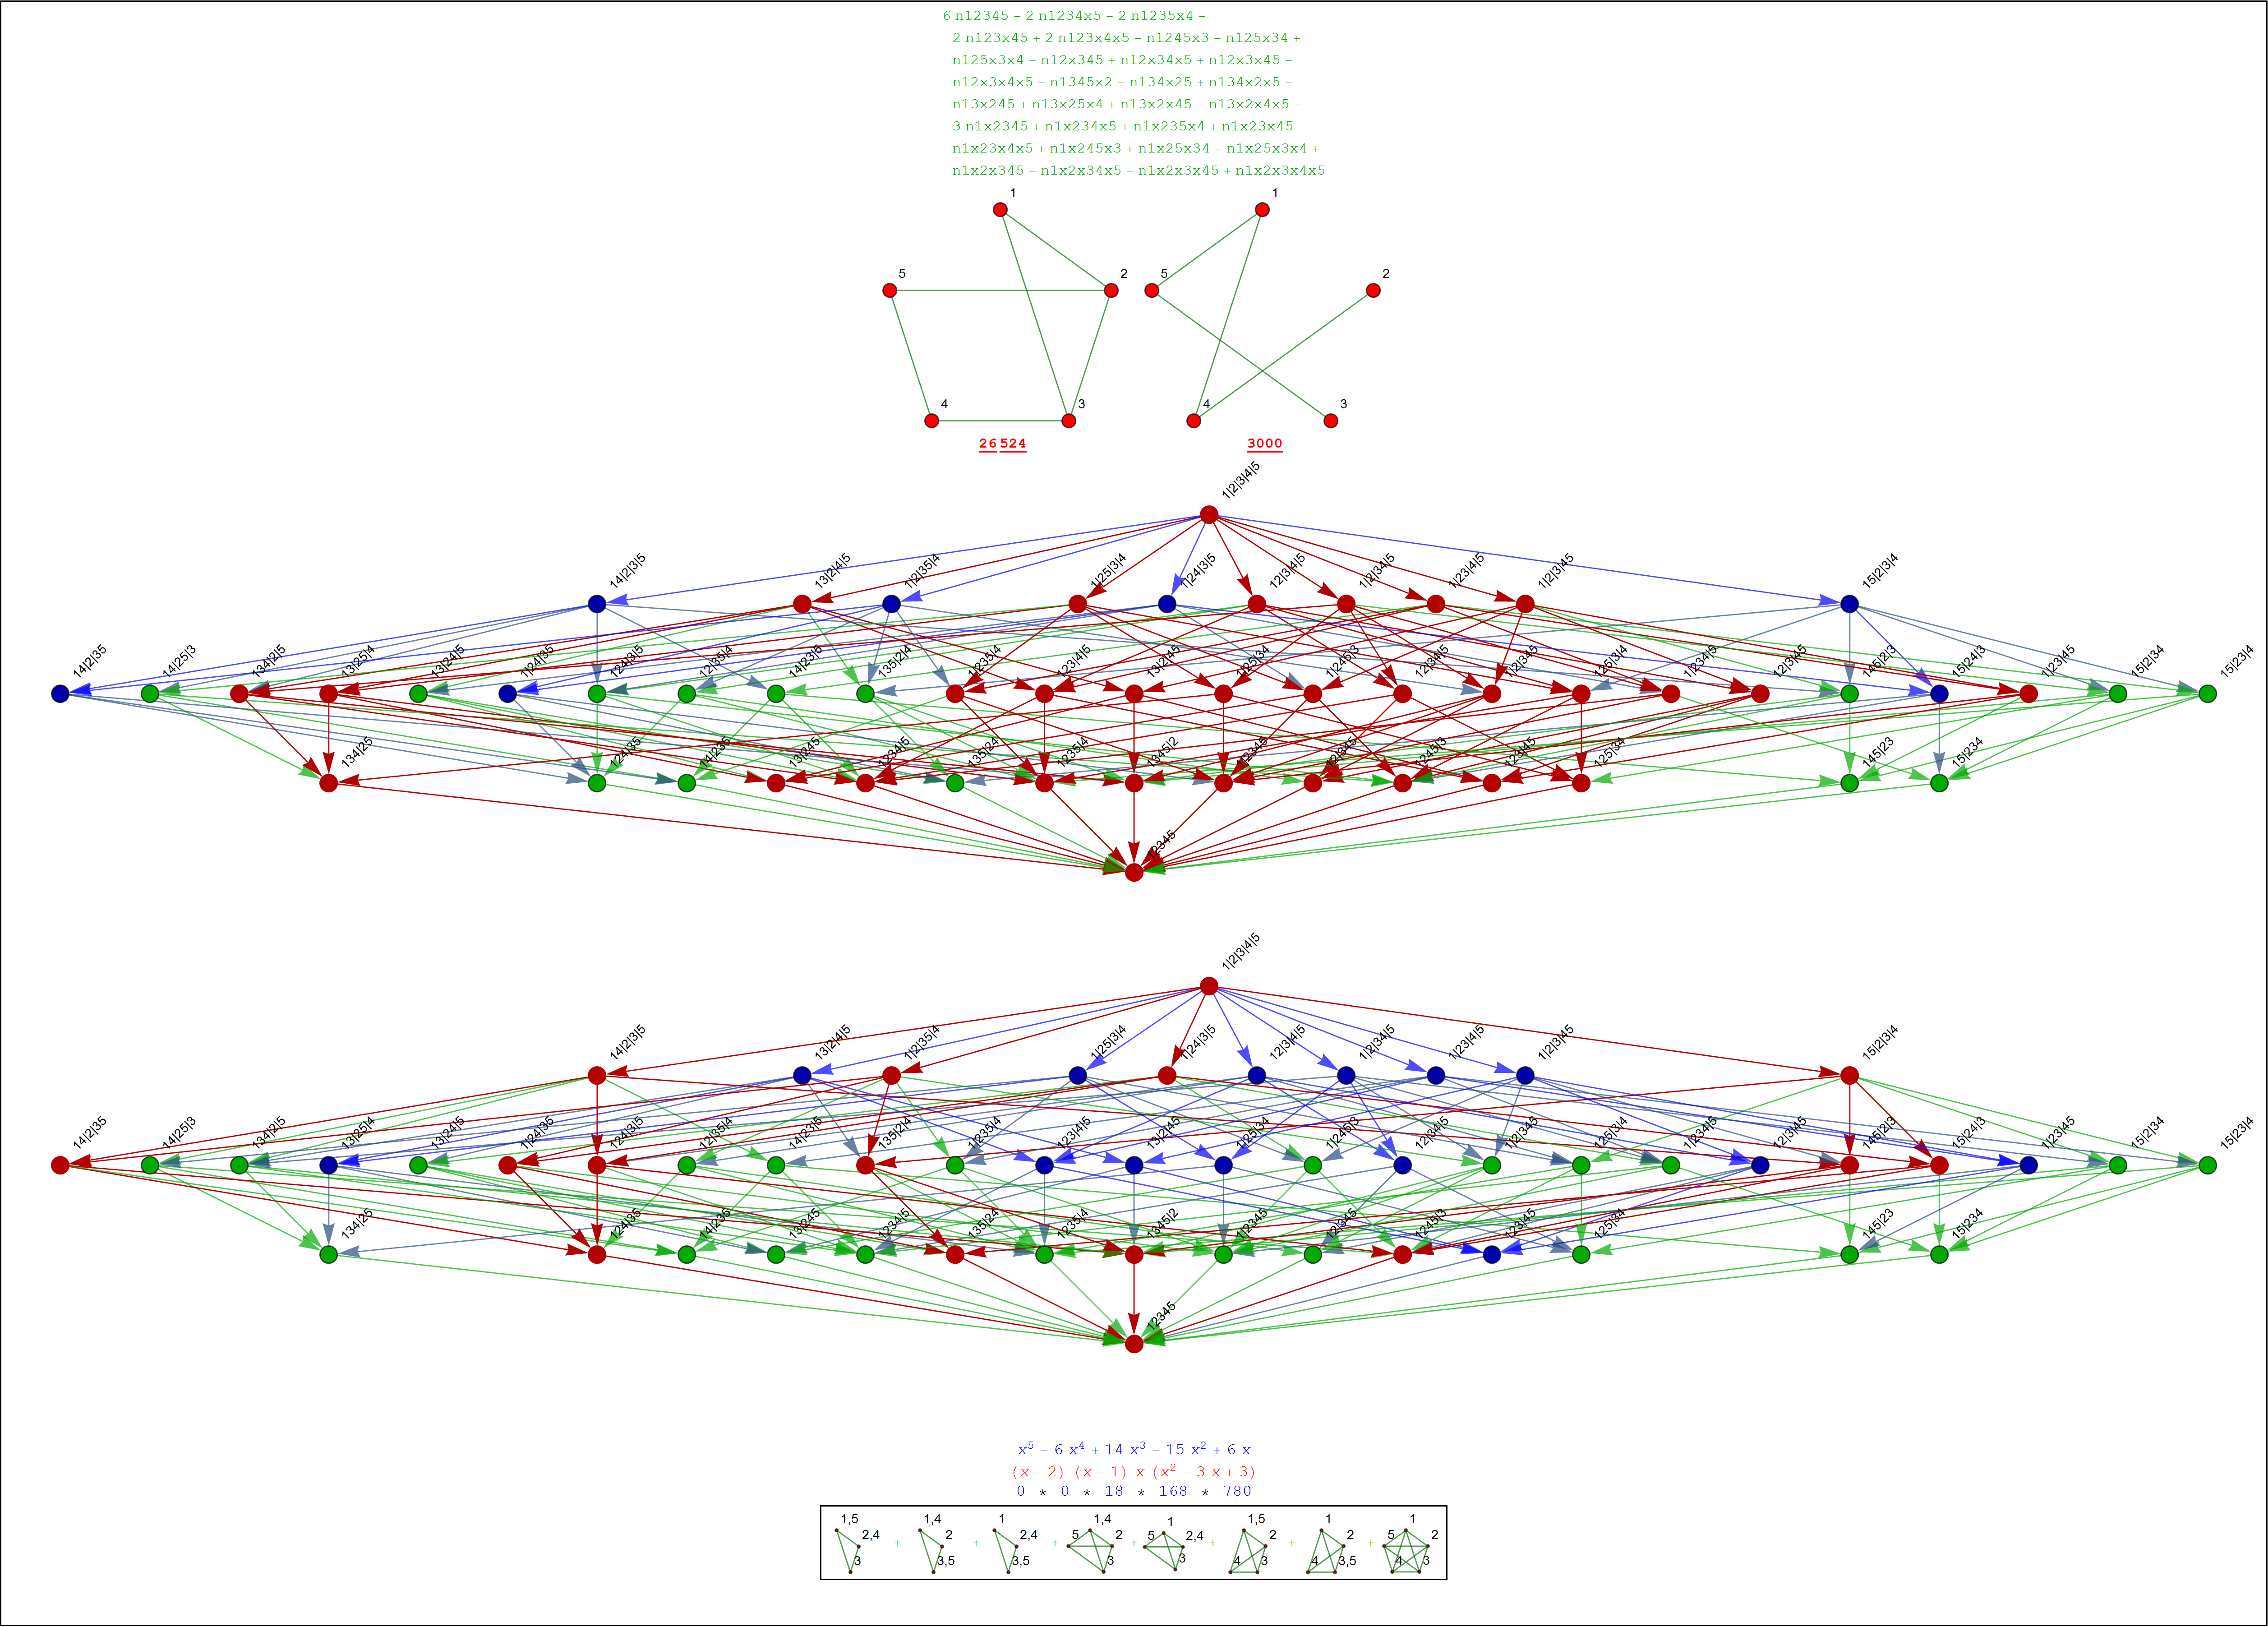 6 n12345 − 2 n1234x5 − 2 n1235x4 −
2 n123x45 + 2 n123x4x5 − n1245x3 − n125x34 +
n125x3x4 − n12x345 + n12x34x5 + n12x3x45 −
n12x3x4x5 − n1345x2 − n134x25 + n134x2x5 −
n13x245 + n13x25x4 + n13x2x45 − n13x2x4x5 −
3 n1x2345 + n1x234x5 + n1x235x4 + n1x23x45 −
n1x23x4x5 + n1x245x3 + n1x25x34 − n1x25x3x4 +
n1x2x345 − n1x2x34x5 − n1x2x3x45 + n1x2x3x4x5
1 1
5 2 5 2
4 3 4 3
26 524 3000
1|2|3|4|5
14|2|3|5 13|2|4|5 1|2|35|4 1|25|3|4 1|24|3|5 12|3|4|5 1|2|34|5 1|23|4|5 1|2|3|45 15|2|3|4
14|2|35 14|25|3 134|2|5 13|25|4 13|24|5 1|24|35 124|3|5 12|35|4 14|23|5 135|2|4 1|235|4 123|4|5 13|2|45 1|25|34 1|245|3 12|34|5 1|2|345 125|3|4 1|234|5 12|3|45 145|2|3 15|24|3 1|23|45 15|2|34 15|23|4
134|25 124|35 14|235 13|245 1234|5 135|24 1235|4 1345|2 1|2345 12|345 1245|3 123|45 125|34 145|23 15|234
12345
1|2|3|4|5
14|2|3|5 13|2|4|5 1|2|35|4 1|25|3|4 1|24|3|5 12|3|4|5 1|2|34|5 1|23|4|5 1|2|3|45 15|2|3|4
14|2|35 14|25|3 134|2|5 13|25|4 13|24|5 1|24|35 124|3|5 12|35|4 14|23|5 135|2|4 1|235|4 123|4|5 13|2|45 1|25|34 1|245|3 12|34|5 1|2|345 125|3|4 1|234|5 12|3|45 145|2|3 15|24|3 1|23|45 15|2|34 15|23|4
134|25 124|35 14|235 13|245 1234|5 135|24 1235|4 1345|2 1|2345 12|345 1245|3 123|45 125|34 145|23 15|234
12345
x⁵ − 6 x⁴ + 14 x³ − 15 x² + 6 x
(x − 2) (x − 1) x (x² − 3 x + 3)
0 * 0 * 18 * 168 * 780
1,5 1,4 1 1,4 1 1,5 1 1
2,4 2 2,4 5 2 5 2,4 2 2 5 2
+ + + + + + +
3 3,5 3,5 3 3 4 3 4 3,5 4 3